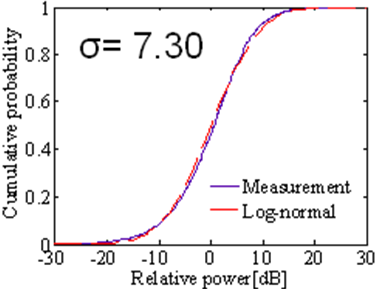 1
σ= 7.30
0.8
0.6
0.4
0.2
0
Cumulative probability
Measurement
Log-normal
-30 -20 -10 0 10 20 30
Relative power[dB]